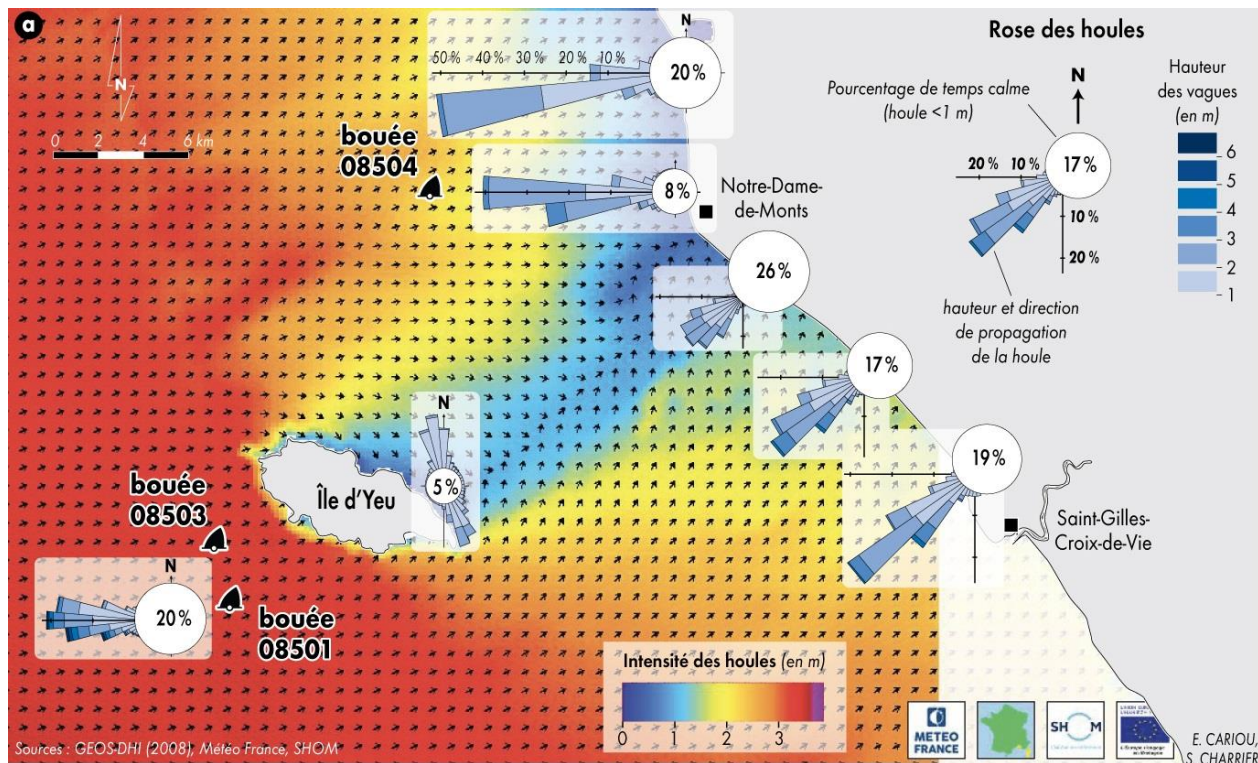 a
N
0 2 4 6 km
bouée
08504
50 % 40 % 30 % 20 % 10 %
N
20 %
8 %
Notre-Dame-
de-Monts
26 %
17 %
19 %
Saint-Gilles-
Croix-de-Vie
N
5 %
Île d'Yeu
bouée
08503
N
20 %
bouée
08501
Rose des houles
Pourcentage de temps calme
(houle <1 m)
N
17 %
20 % 10 %
10 %
20 %
hauteur et direction
de propagation
de la houle
Hauteur
des vagues
(en m)
6
5
4
3
2
1
Intensité des houles (en m)
0 1 2 3
METEO
FRANCE
SHOM
Sources : GEOS-DHI (2008), Météo France, SHOM
E. CARIOU,
S. CHARRIER